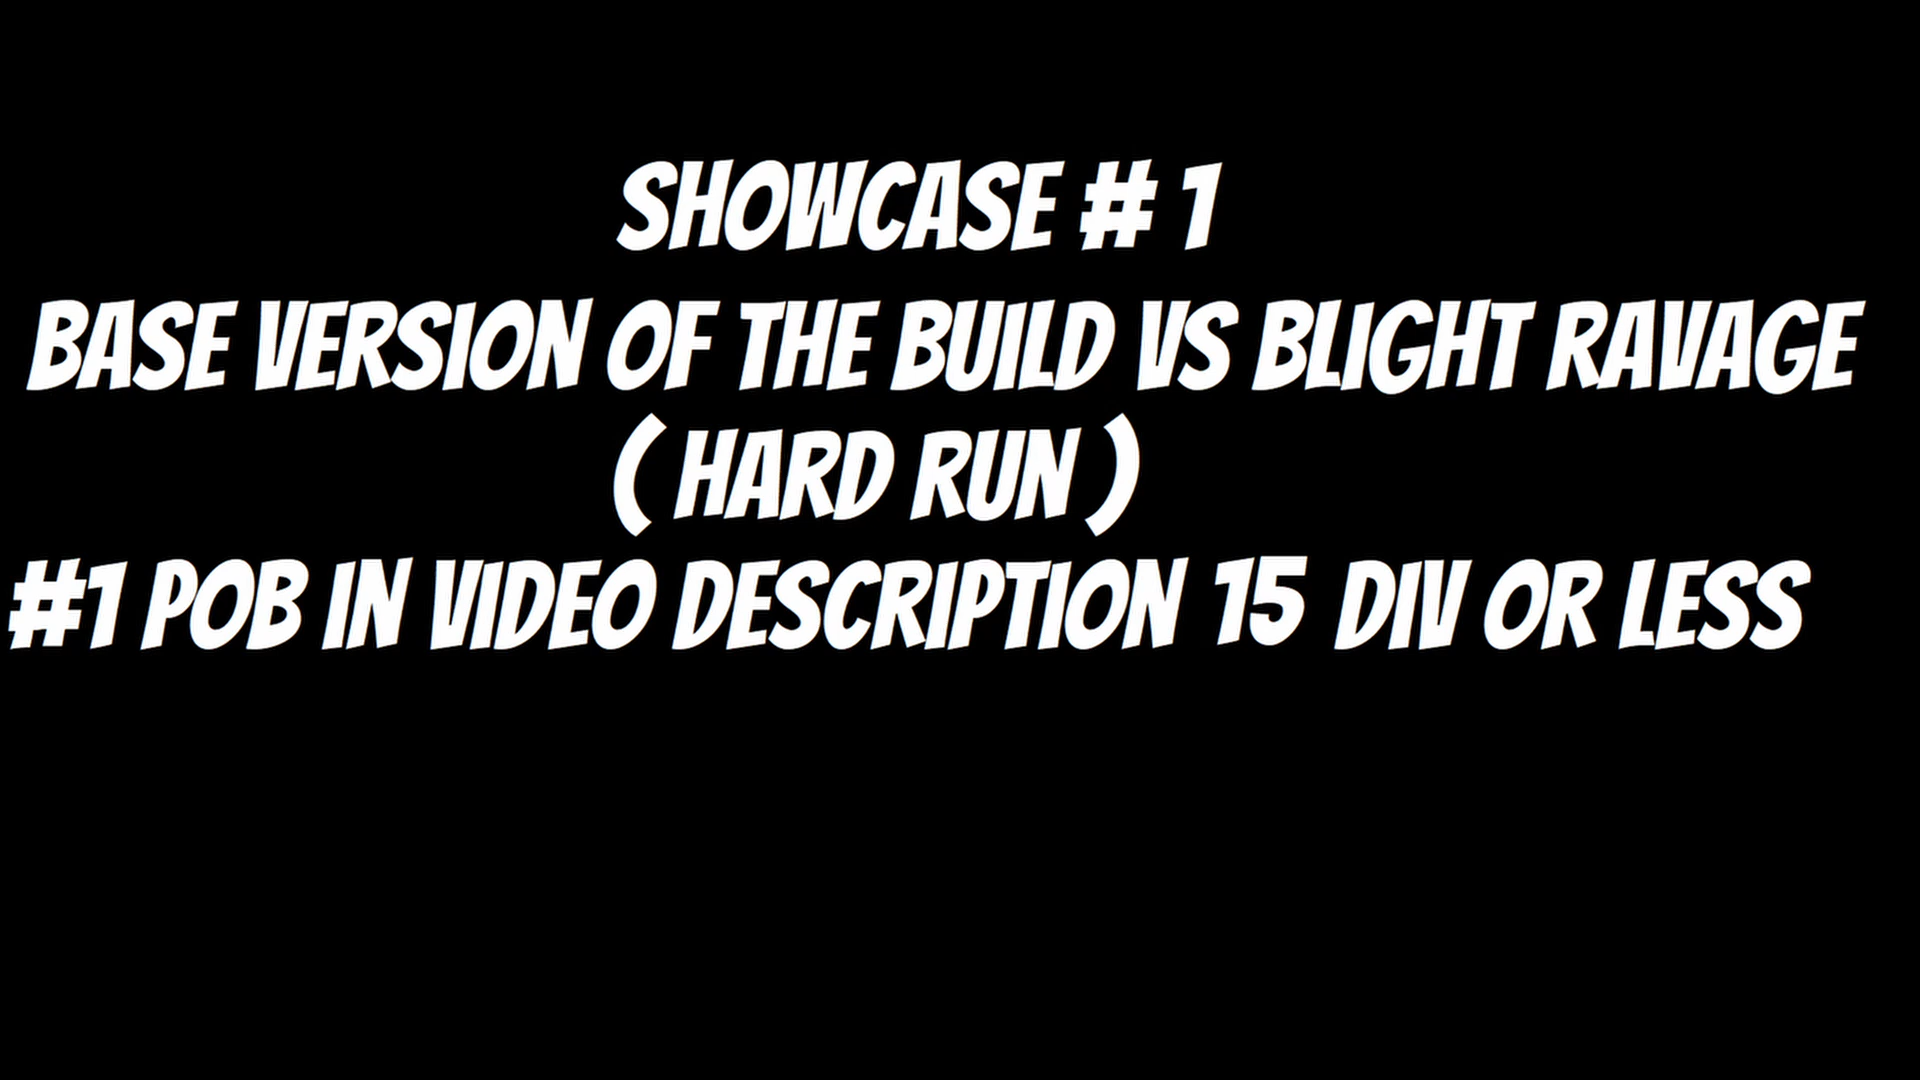 SHOWCASE # 1
BASE VERSION OF THE BUILD VS BLIGHT RAVAGE
( HARD RUN )
#1 POB IN VIDEO DESCRIPTION 15 DIV OR LESS